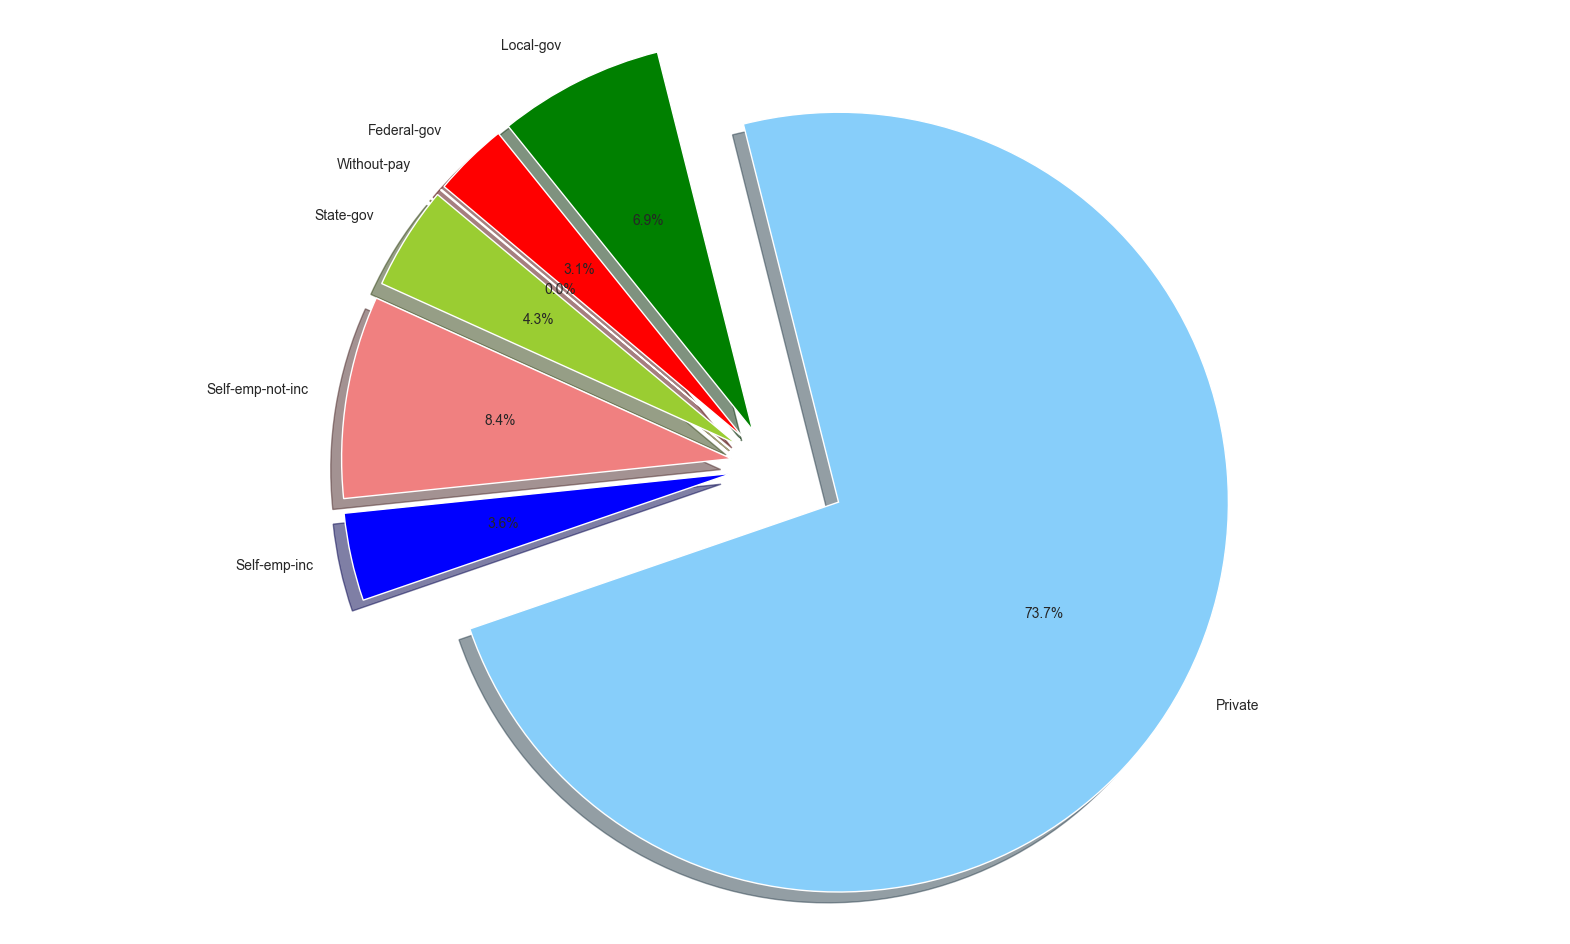 Local-gov
Federal-gov
Without-pay
State-gov
Self-emp-not-inc
Self-emp-inc
Private
6.9%
3.1%
0.0%
4.3%
8.4%
73.7%